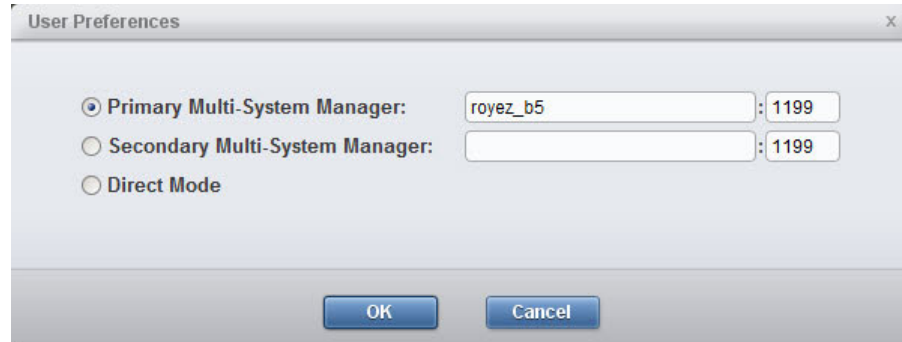 User Preferences x
Primary Multi-System Manager: royez_b5 : 1199
Secondary Multi-System Manager: : 1199
Direct Mode
OK Cancel